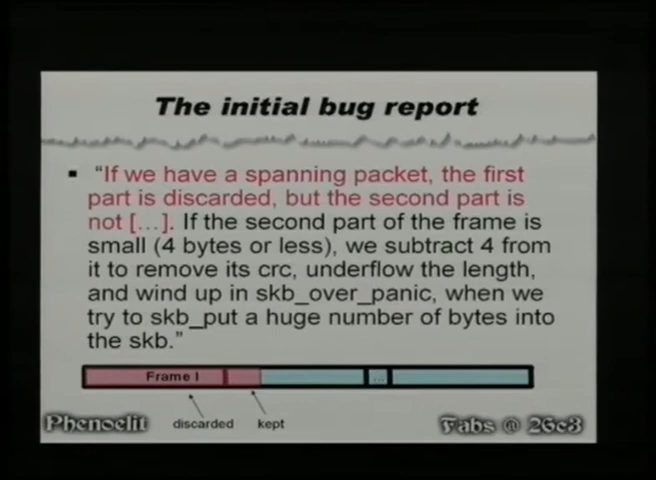 The initial bug report
"If we have a spanning packet, the first
part is discarded, but the second part is
not [...]. If the second part of the frame is
small (4 bytes or less), we subtract 4 from
it to remove its crc, underflow the length,
and wind up in skb_over_panic, when we
try to skb_put a huge number of bytes into
the skb."
Frame I
...
discarded kept
Phenoelit Fabs @ 26c3